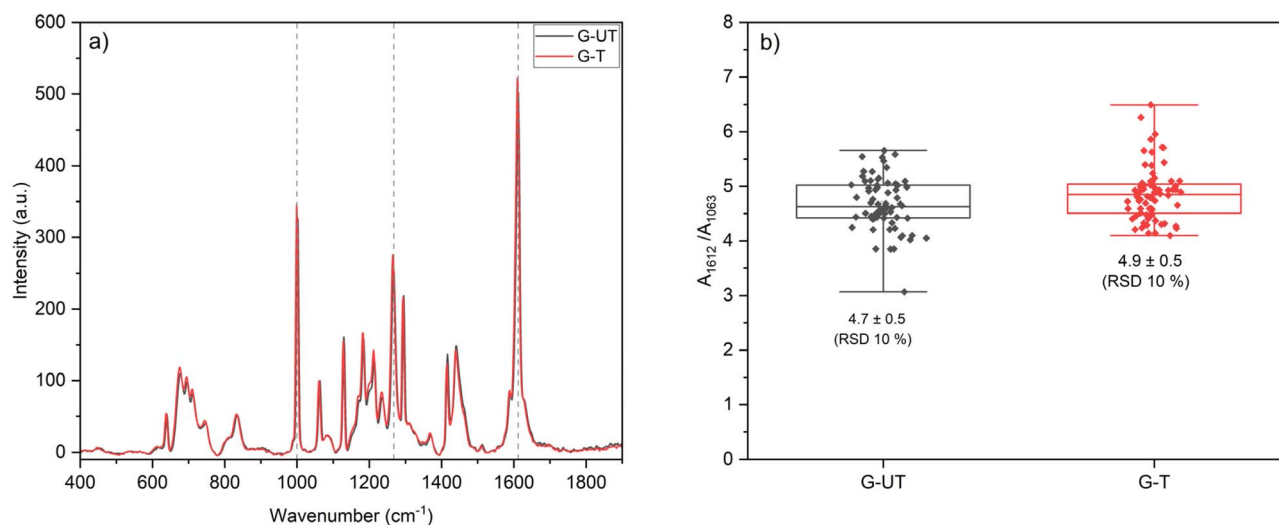 a)
G-UT
G-T
600
500
400
300
200
100
0
Intensity (a.u.)
400 600 800 1000 1200 1400 1600 1800
Wavenumber (cm⁻¹)
b)
8
7
6
5
4
3
2
1
0
A₁₆₁₂ /A₁₀₆₃
4.7 ± 0.5
(RSD 10 %)
4.9 ± 0.5
(RSD 10 %)
G-UT G-T